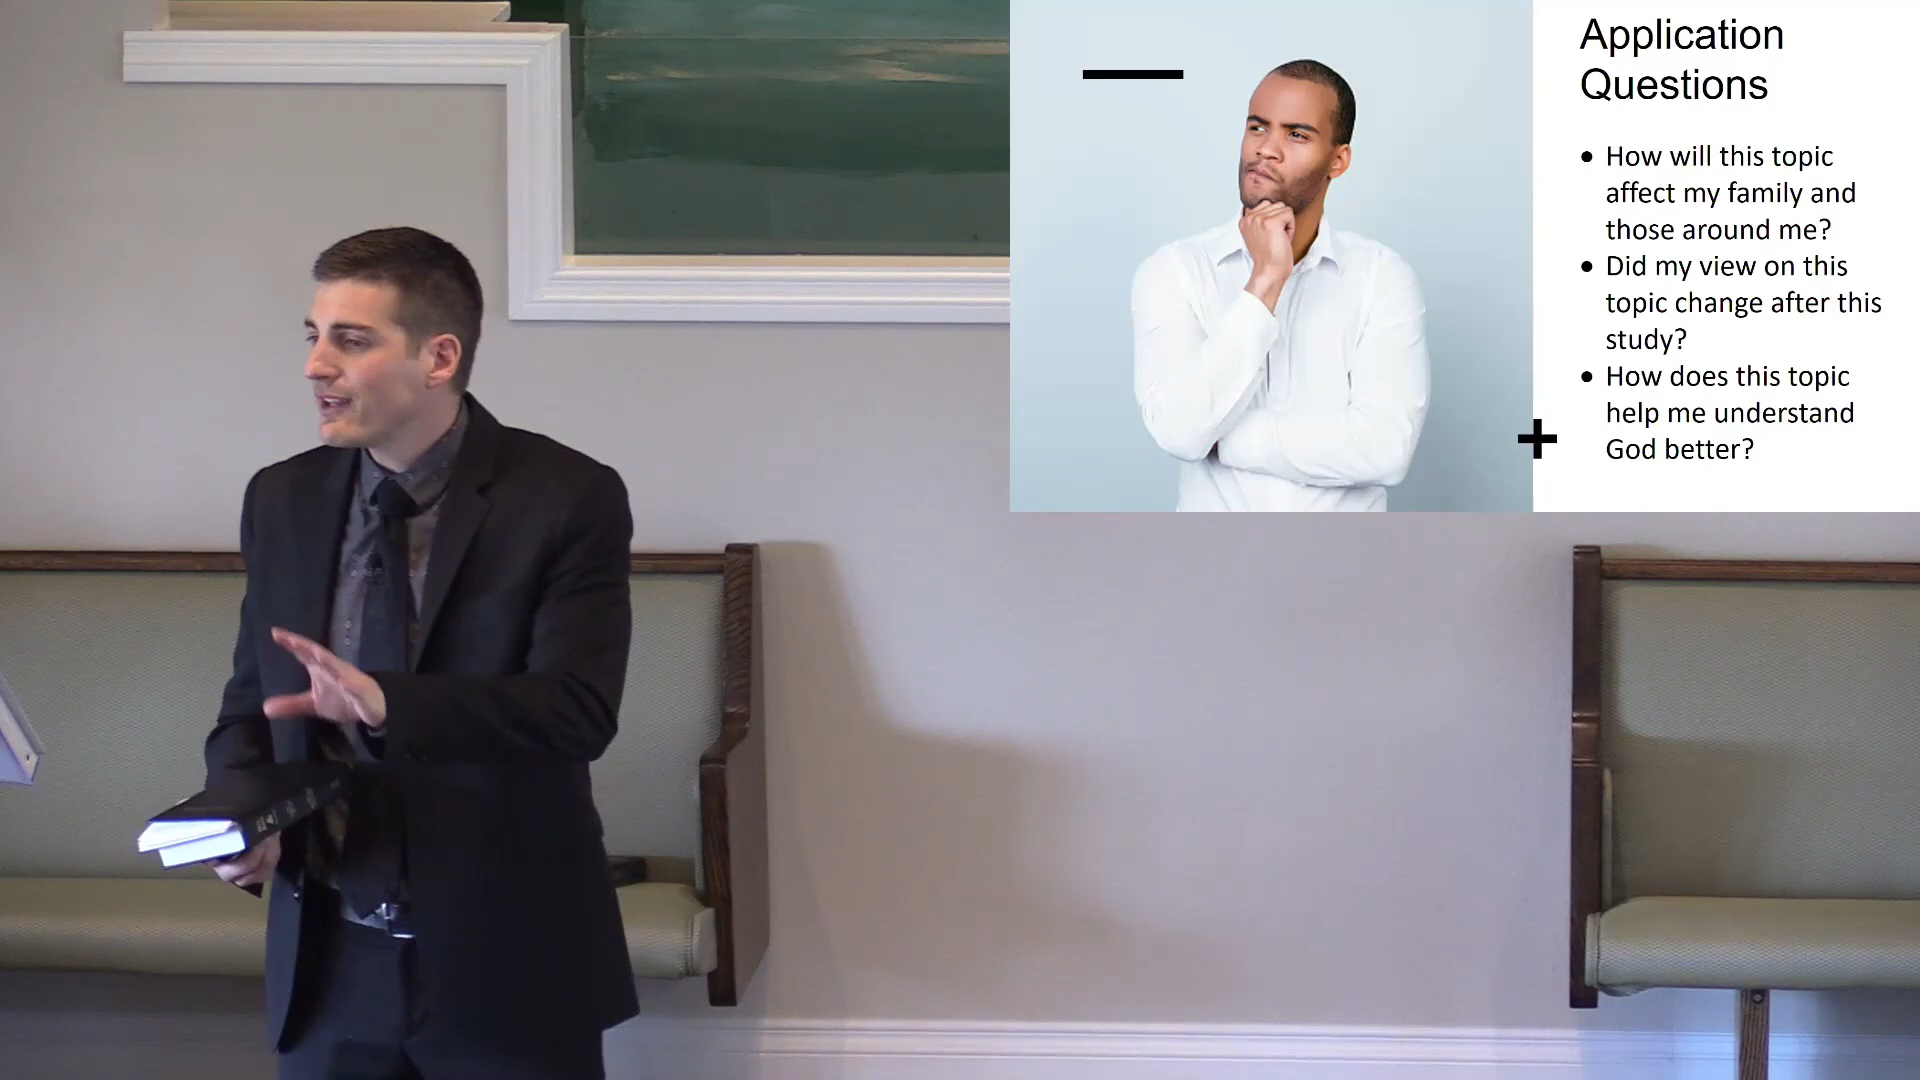 Application
Questions
• How will this topic
affect my family and
those around me?
• Did my view on this
topic change after this
study?
• How does this topic
help me understand
God better?